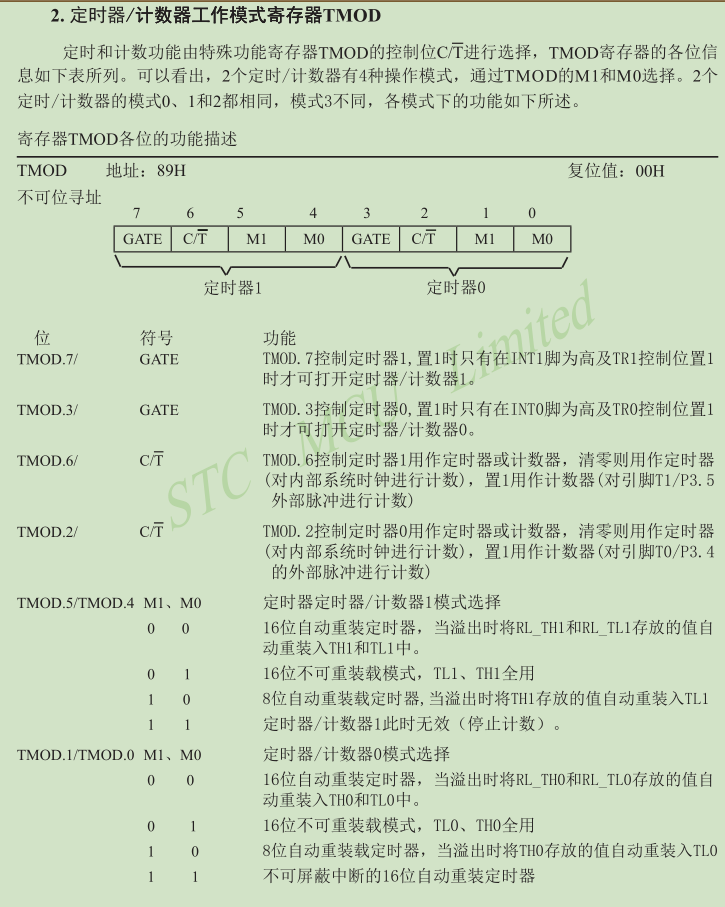 2. 定时器/计数器工作模式寄存器TMOD
定时和计数功能由特殊功能寄存器TMOD的控制位C/T̅进行选择，TMOD寄存器的各位信
息如下表所列。可以看出，2个定时/计数器有4种操作模式，通过TMOD的M1和M0选择。2个
定时/计数器的模式0、1和2都相同，模式3不同，各模式下的功能如下所述。
寄存器TMOD各位的功能描述
TMOD 地址：89H 复位值：00H
不可位寻址
7 6 5 4 3 2 1 0
GATE C/T̅ M1 M0 GATE C/T̅ M1 M0
定时器1 定时器0
位 符号 功能
TMOD.7/ GATE TMOD.7控制定时器1,置1时只有在INT1脚为高及TR1控制位置1
时才可打开定时器/计数器1。
TMOD.3/ GATE TMOD.3控制定时器0,置1时只有在INT0脚为高及TR0控制位置1
时才可打开定时器/计数器0。
TMOD.6/ C/T̅ TMOD.6控制定时器1用作定时器或计数器，清零则用作定时器
(对内部系统时钟进行计数)，置1用作计数器(对引脚T1/P3.5
外部脉冲进行计数)
TMOD.2/ C/T̅ TMOD.2控制定时器0用作定时器或计数器，清零则用作定时器
(对内部系统时钟进行计数)，置1用作计数器(对引脚T0/P3.4
的外部脉冲进行计数)
TMOD.5/TMOD.4 M1、M0 定时器定时器/计数器1模式选择
0 0 16位自动重装定时器，当溢出时将RL_TH1和RL_TL1存放的值自
动重装入TH1和TL1中。
0 1 16位不可重装载模式，TL1、TH1全用
1 0 8位自动重装载定时器,当溢出时将TH1存放的值自动重装入TL1
1 1 定时器/计数器1此时无效（停止计数）。
TMOD.1/TMOD.0 M1、M0 定时器/计数器0模式选择
0 0 16位自动重装定时器，当溢出时将RL_TH0和RL_TL0存放的值自
动重装入TH0和TL0中。
0 1 16位不可重装载模式，TL0、TH0全用
1 0 8位自动重装载定时器，当溢出时将TH0存放的值自动重装入TL0
1 1 不可屏蔽中断的16位自动重装定时器
STC MCU Limited